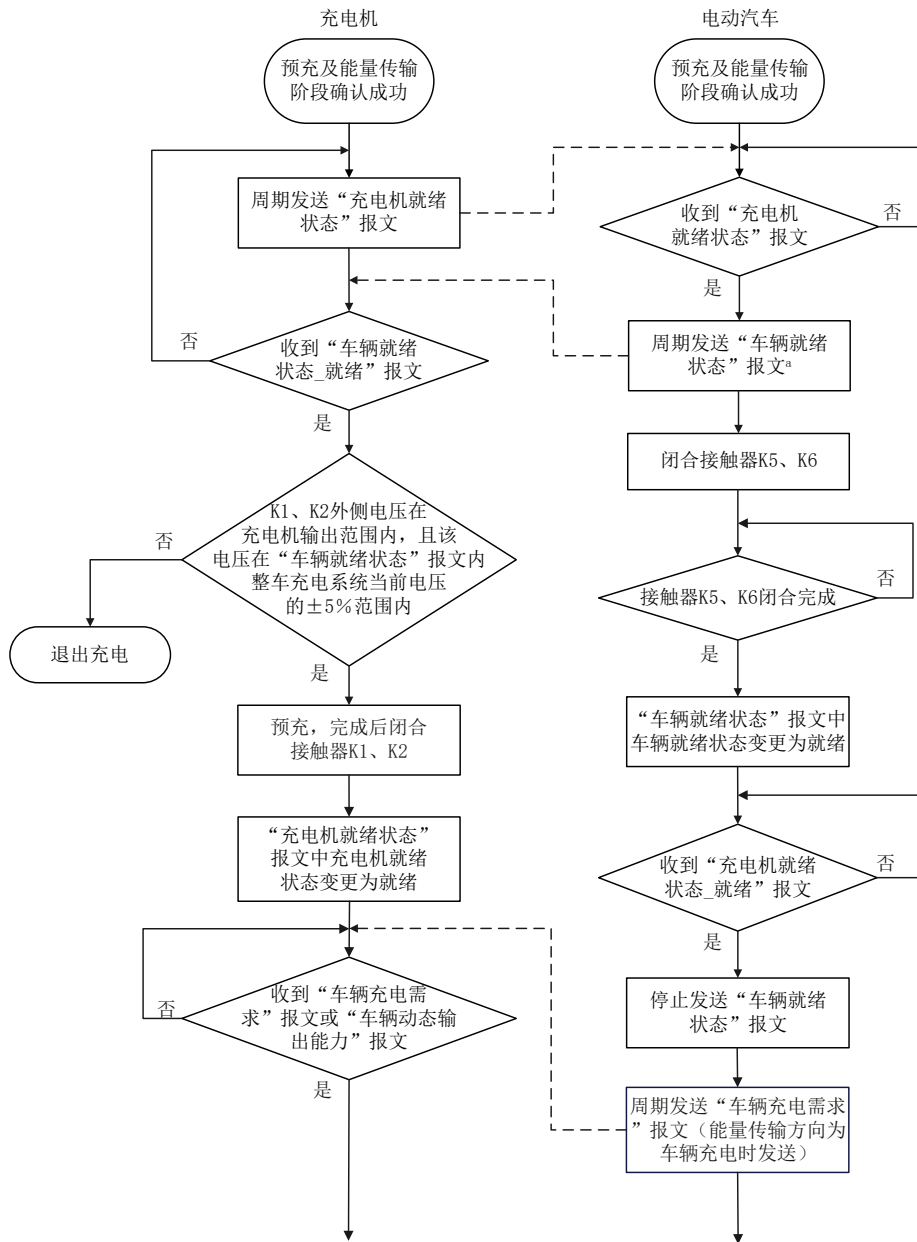 充电机
预充及能量传输
阶段确认成功
周期发送“充电机就绪
状态”报文
否
收到“车辆就绪
状态_就绪”报文
是
K1、K2外侧电压在
充电机输出范围内，且该
电压在“车辆就绪状态”报文内
整车充电系统当前电压
的±5%范围内
否
退出充电
是
预充，完成后闭合
接触器K1、K2
“充电机就绪状态”
报文中充电机就绪
状态变更为就绪
收到“车辆充电需
求”报文或“车辆动态输
出能力”报文
否
是
电动汽车
预充及能量传输
阶段确认成功
收到“充电机
就绪状态”报文
否
是
周期发送“车辆就绪
状态”报文ᵃ
闭合接触器K5、K6
接触器K5、K6闭合完成
否
是
“车辆就绪状态”报文中
车辆就绪状态变更为就绪
收到“充电机就绪
状态_就绪”报文
否
是
停止发送“车辆就绪
状态”报文
周期发送“车辆充电需求
”报文（能量传输方向为
车辆充电时发送）